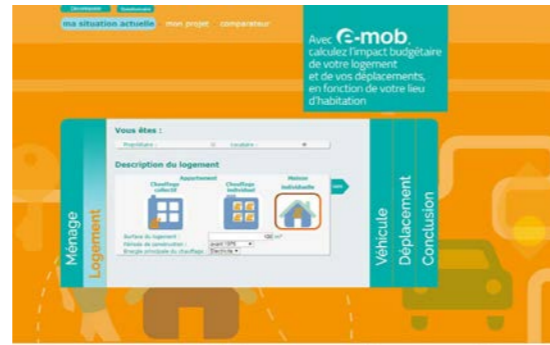 ma situation actuelle mon projet comparateur
Avec e-mob,
calculez l'impact budgétaire
de votre logement
et de vos déplacements,
en fonction de votre lieu
d'habitation
Vous êtes :
Propriétaire : Locataire :
Description du logement
Appartement Maison
Chauffage collectif Chauffage individuel individuelle
Surface du logement : m²
Période de construction : avant 1975
Energie principale du chauffage : Electricité
Ménage
Logement
Véhicule
Déplacement
Conclusion